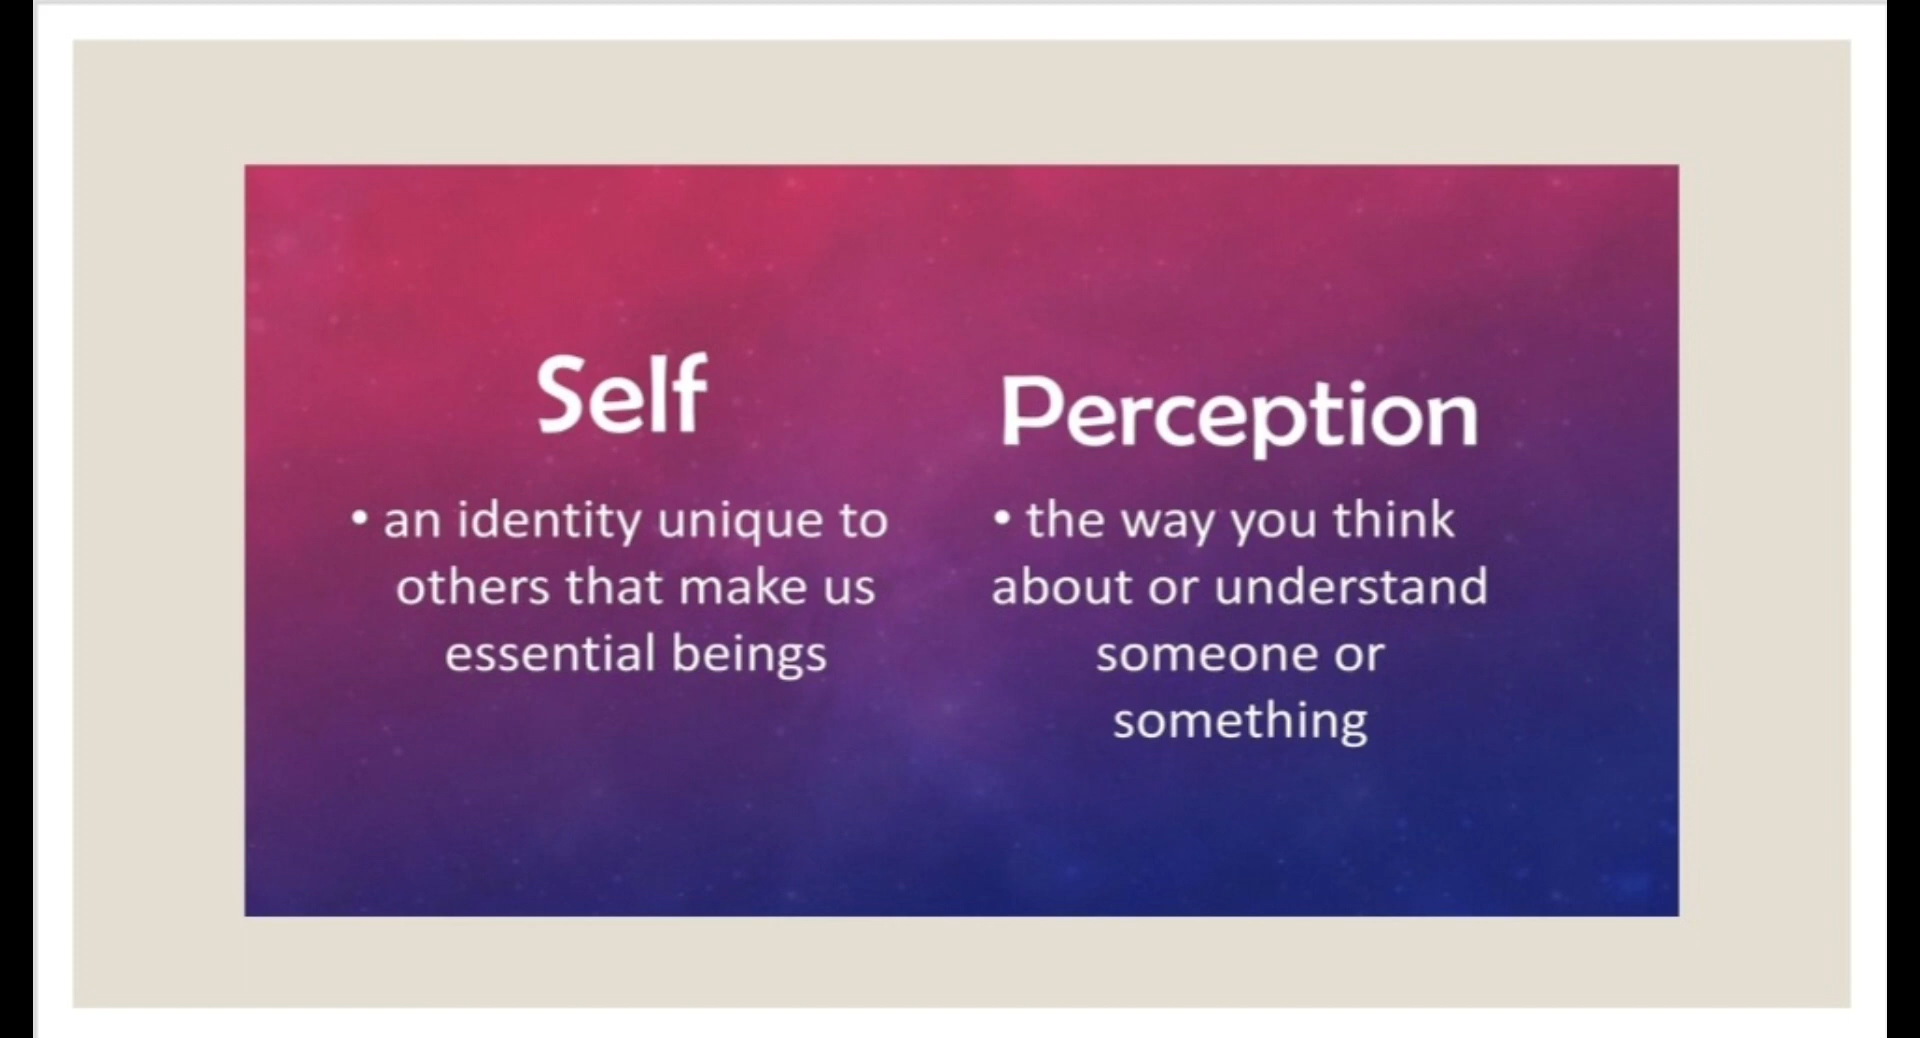 Self
• an identity unique to
others that make us
essential beings
Perception
• the way you think
about or understand
someone or
something